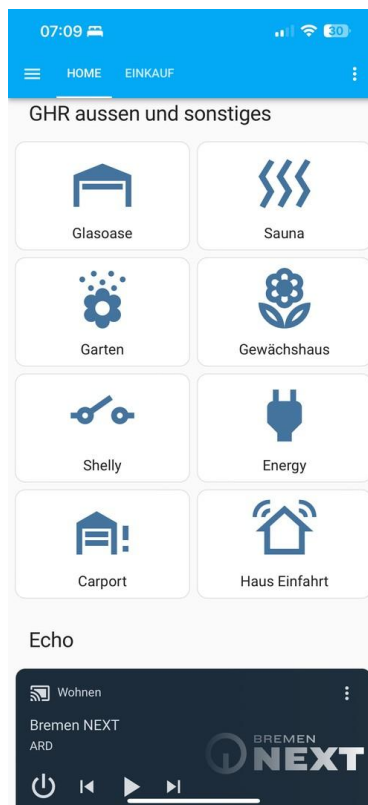 07:09
30
HOME EINKAUF
GHR aussen und sonstiges
Glasoase
Sauna
Garten
Gewächshaus
Shelly
Energy
Carport
Haus Einfahrt
Echo
Wohnen
Bremen NEXT
ARD
BREMEN
NEXT